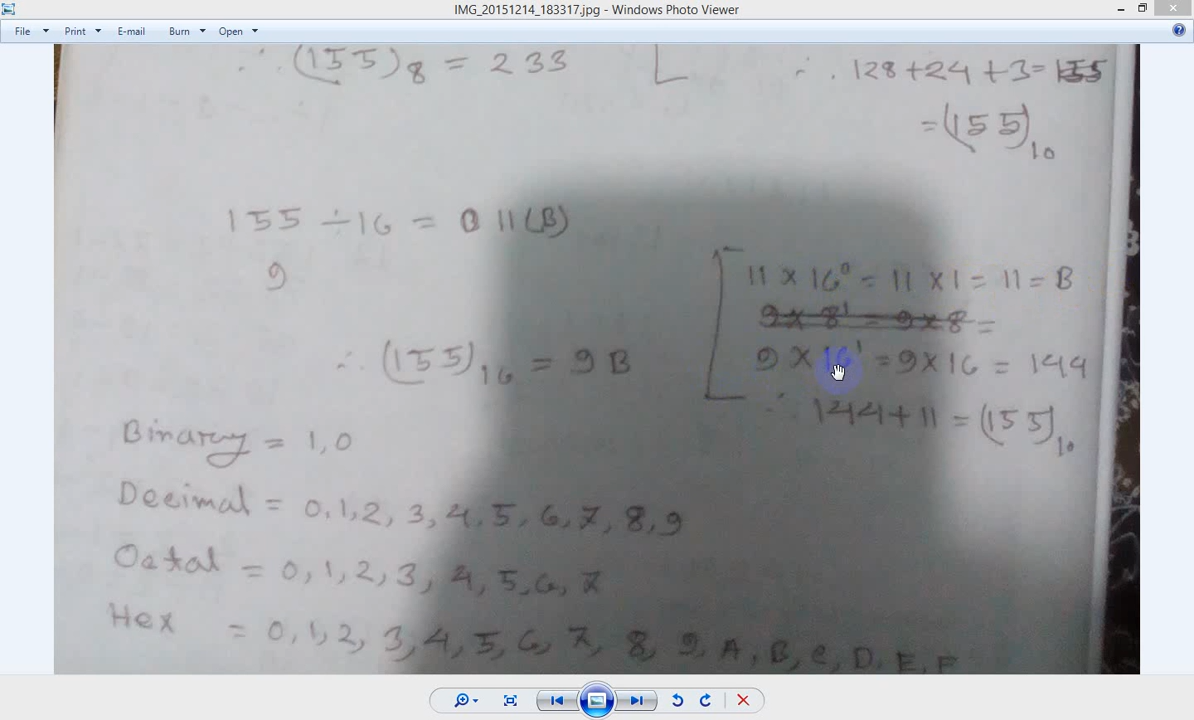 IMG_20151214_183317.jpg - Windows Photo Viewer
File Print E-mail Burn Open
∴ (155)8 = 233
∴ 128+24+3=155
=(155)10
155 ÷16 = 11(B)
9
11 × 16⁰ = 11 ×1 = 11 = B
9× 8¹ = 9×8 =
9 × 16¹ = 9×16 = 144
∴ 144+11 = (155)10
∴ (155)16 = 9B
Binary = 1,0
Decimal = 0,1,2,3,4,5,6,7,8,9
Octal = 0,1,2,3,4,5,6,7
Hex = 0,1,2,3,4,5,6,7,8,9,A,B,C,D,E,F